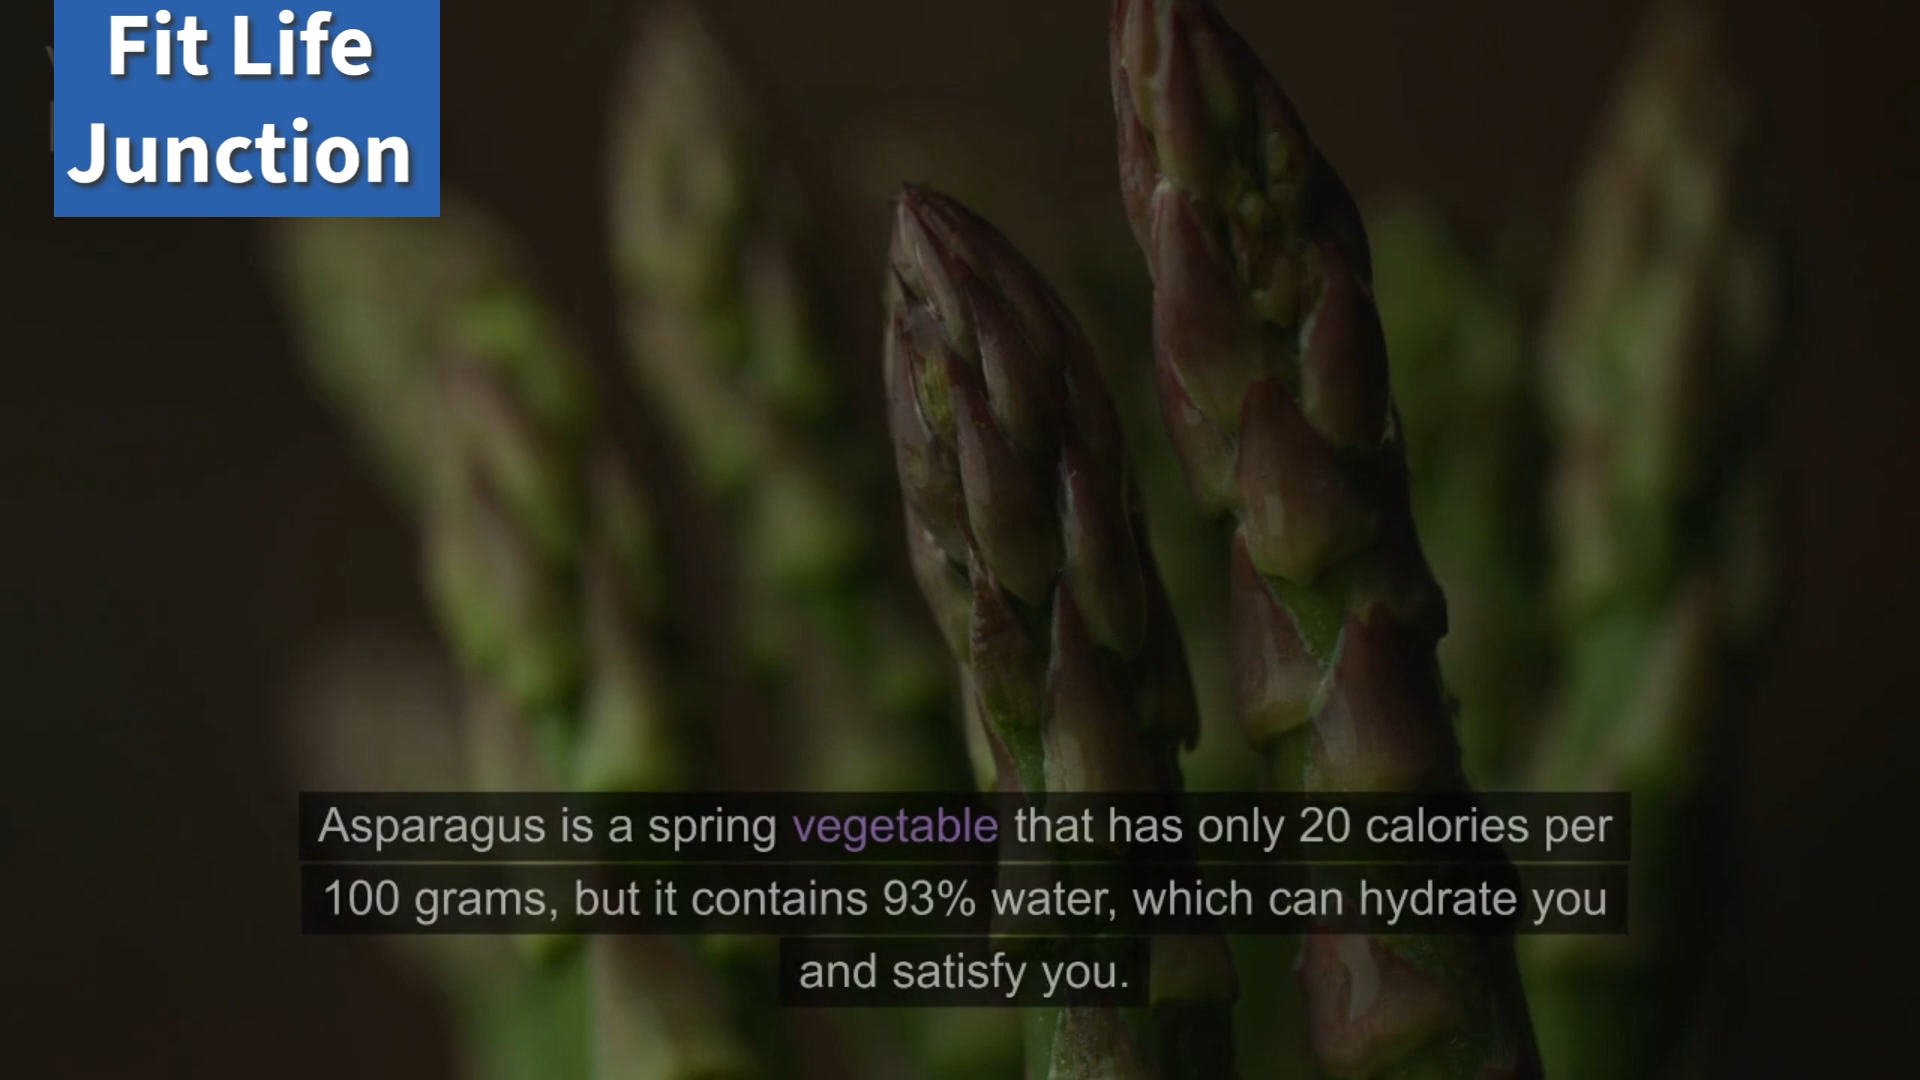 Fit Life
Junction
Asparagus is a spring vegetable that has only 20 calories per
100 grams, but it contains 93% water, which can hydrate you
and satisfy you.